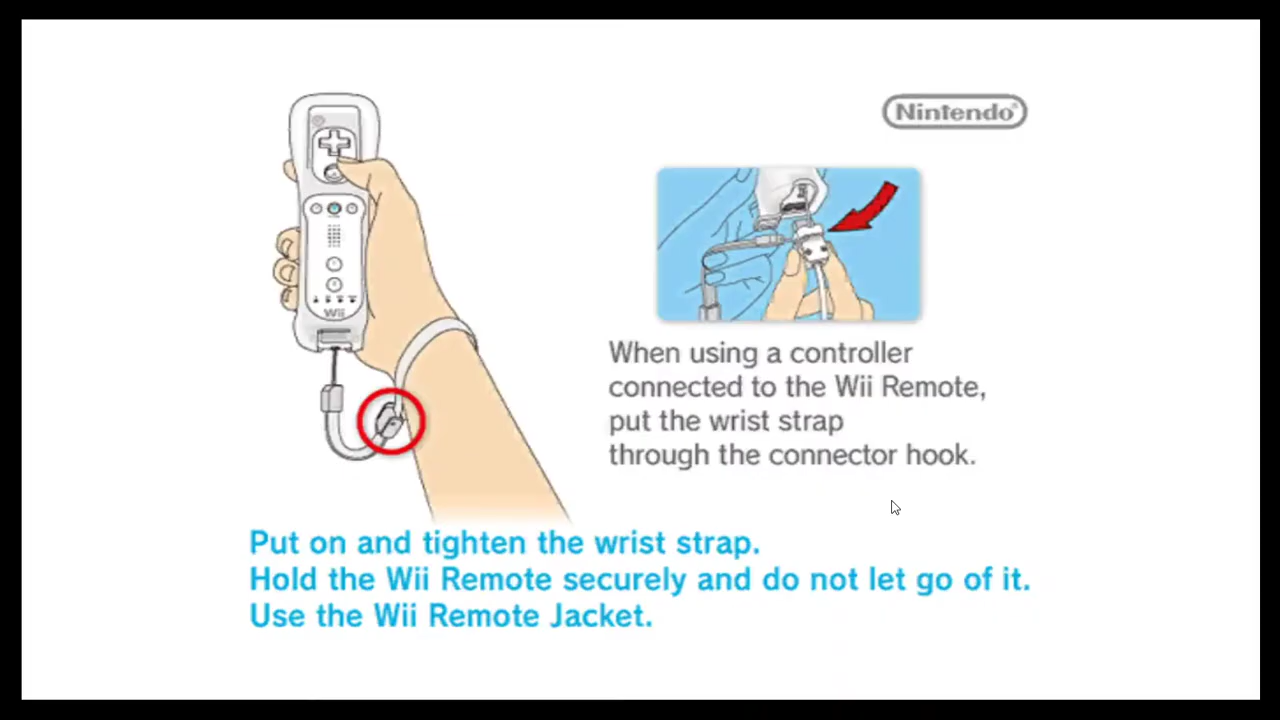 Nintendo®
Wii
When using a controller
connected to the Wii Remote,
put the wrist strap
through the connector hook.
Put on and tighten the wrist strap.
Hold the Wii Remote securely and do not let go of it.
Use the Wii Remote Jacket.